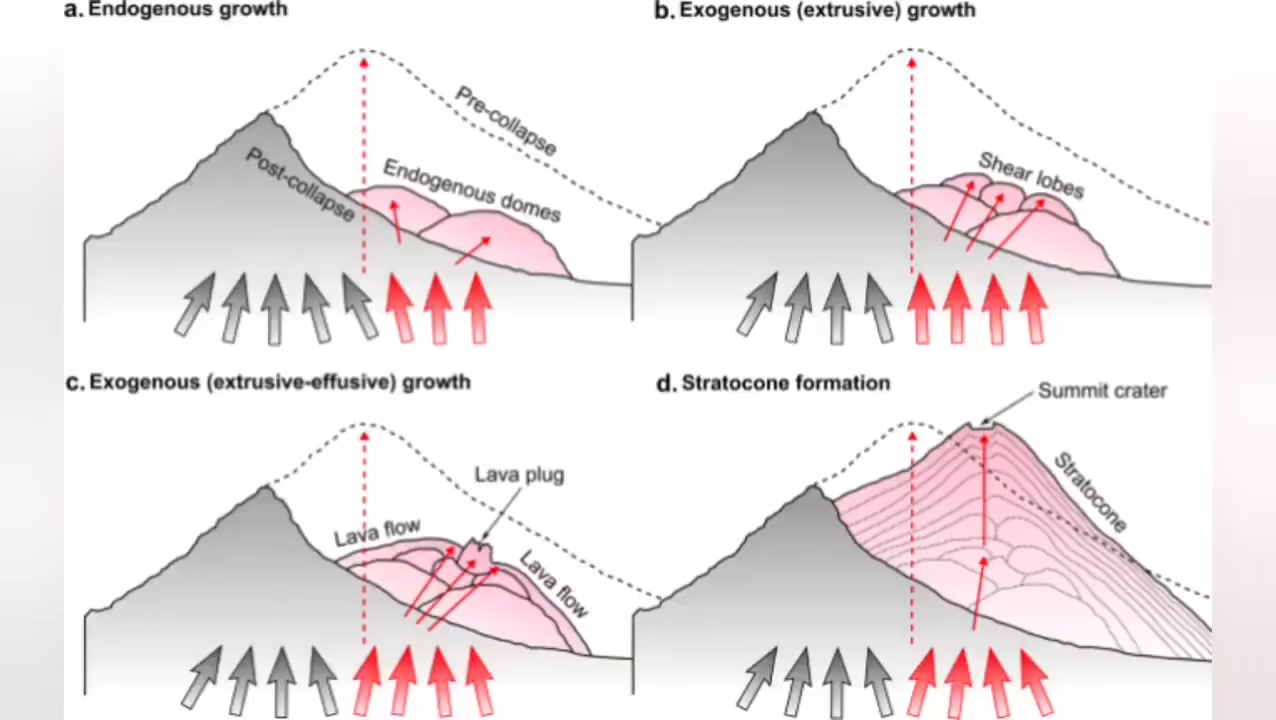 a. Endogenous growth
Pre-collapse
Post-collapse
Endogenous domes
b. Exogenous (extrusive) growth
Shear lobes
c. Exogenous (extrusive-effusive) growth
Lava plug
Lava flow
Lava flow
d. Stratocone formation
Summit crater
Stratocone